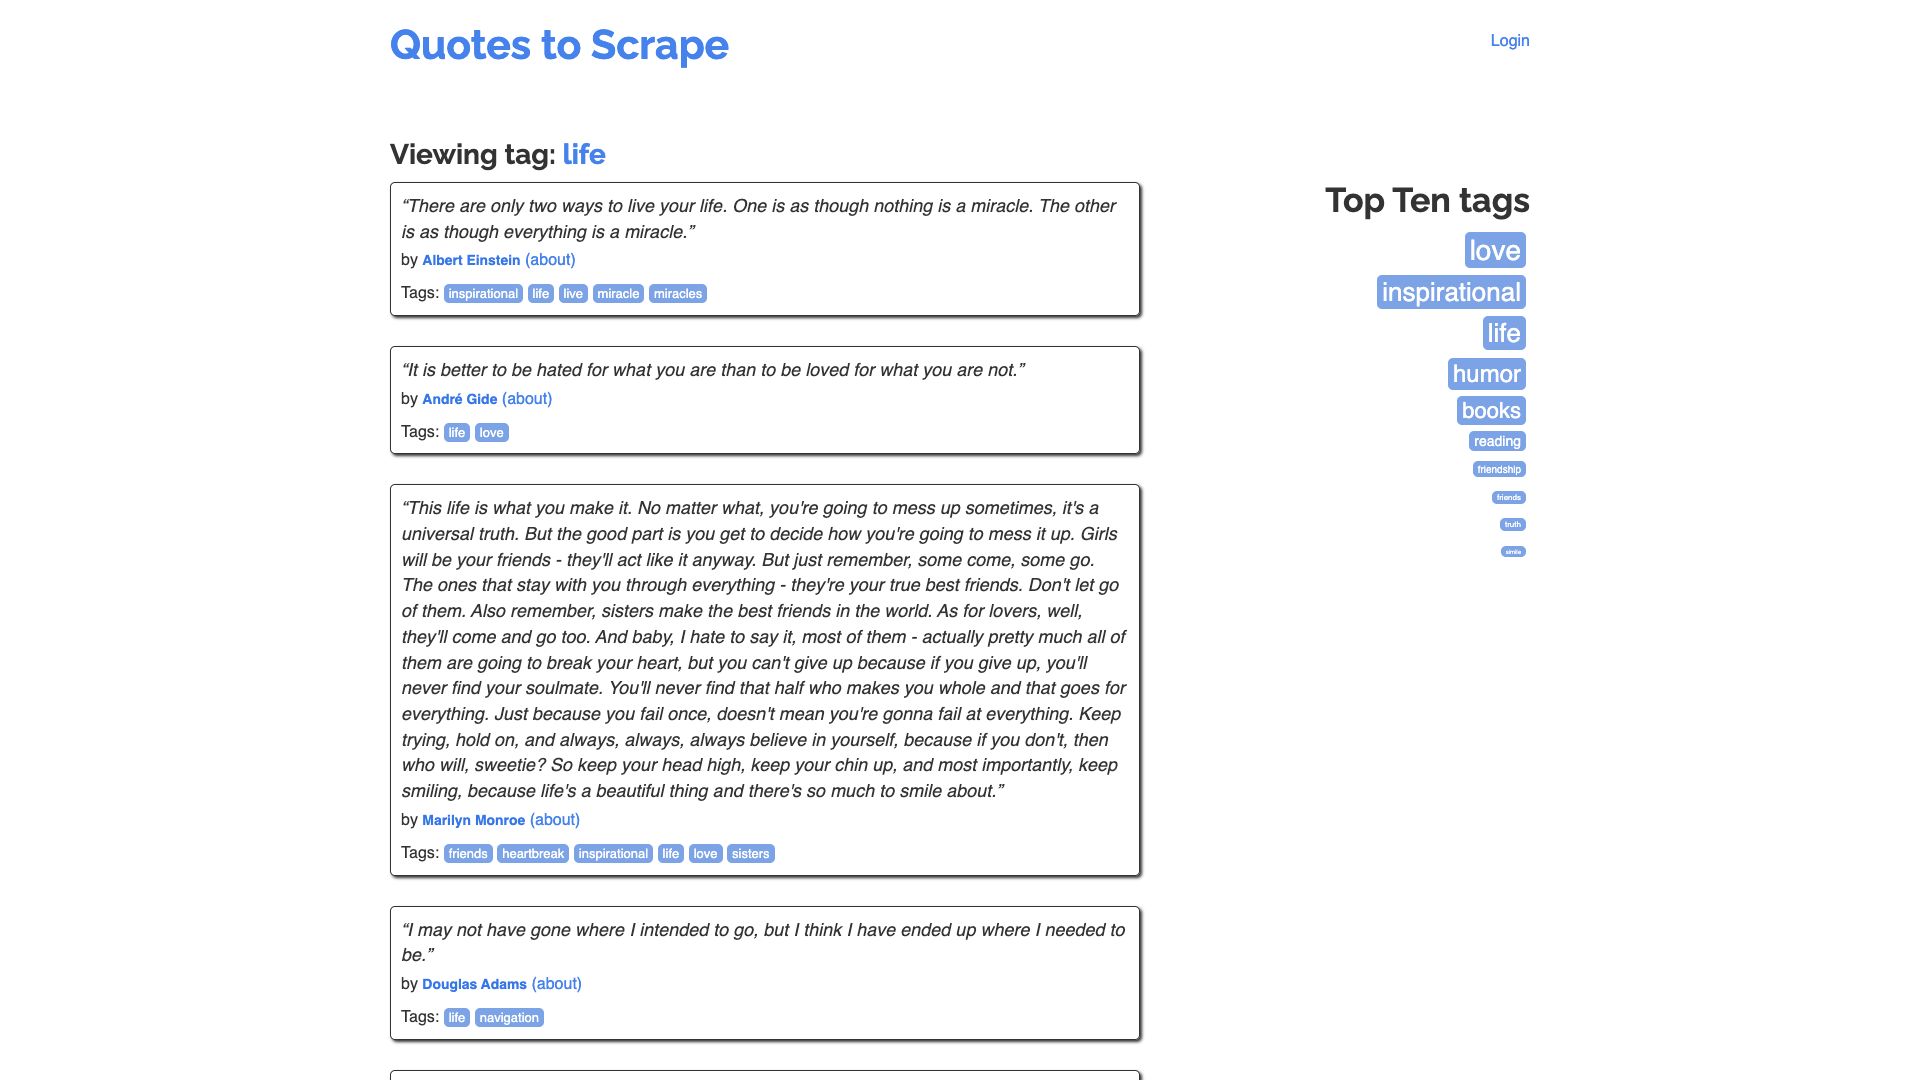 Quotes to Scrape
Login
Viewing tag: life
“There are only two ways to live your life. One is as though nothing is a miracle. The other
is as though everything is a miracle.”
by Albert Einstein (about)
Tags: inspirational life live miracle miracles
“It is better to be hated for what you are than to be loved for what you are not.”
by André Gide (about)
Tags: life love
“This life is what you make it. No matter what, you're going to mess up sometimes, it's a
universal truth. But the good part is you get to decide how you're going to mess it up. Girls
will be your friends - they'll act like it anyway. But just remember, some come, some go.
The ones that stay with you through everything - they're your true best friends. Don't let go
of them. Also remember, sisters make the best friends in the world. As for lovers, well,
they'll come and go too. And baby, I hate to say it, most of them - actually pretty much all of
them are going to break your heart, but you can't give up because if you give up, you'll
never find your soulmate. You'll never find that half who makes you whole and that goes for
everything. Just because you fail once, doesn't mean you're gonna fail at everything. Keep
trying, hold on, and always, always, always believe in yourself, because if you don't, then
who will, sweetie? So keep your head high, keep your chin up, and most importantly, keep
smiling, because life's a beautiful thing and there's so much to smile about.”
by Marilyn Monroe (about)
Tags: friends heartbreak inspirational life love sisters
“I may not have gone where I intended to go, but I think I have ended up where I needed to
be.”
by Douglas Adams (about)
Tags: life navigation
Top Ten tags
love
inspirational
life
humor
books
reading
friendship
friends
truth
simile